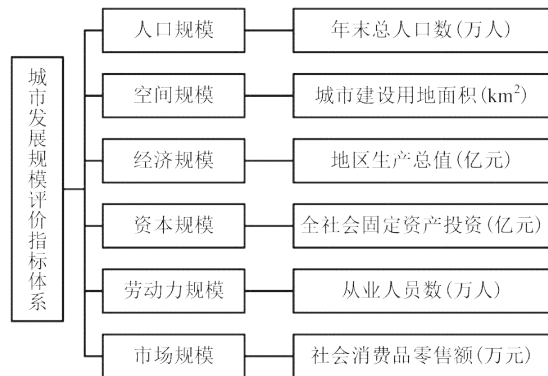 城市发展规模评价指标体系
人口规模
年末总人口数(万人)
空间规模
城市建设用地面积(km²)
经济规模
地区生产总值(亿元)
资本规模
全社会固定资产投资(亿元)
劳动力规模
从业人员数(万人)
市场规模
社会消费品零售额(万元)